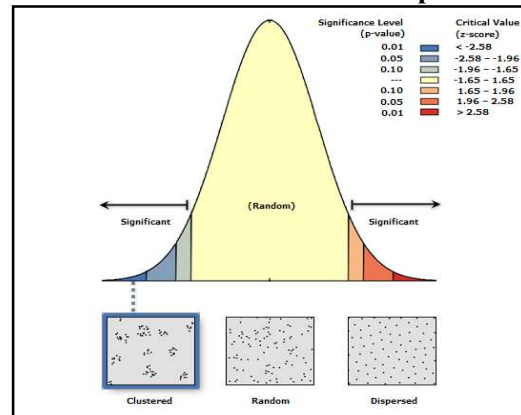 Significance Level Critical Value
(p-value) (z-score)
0.01 < -2.58
0.05 -2.58 – -1.96
0.10 -1.96 – -1.65
--- -1.65 – 1.65
0.10 1.65 – 1.96
0.05 1.96 – 2.58
0.01 > 2.58
Significant (Random) Significant
Clustered Random Dispersed